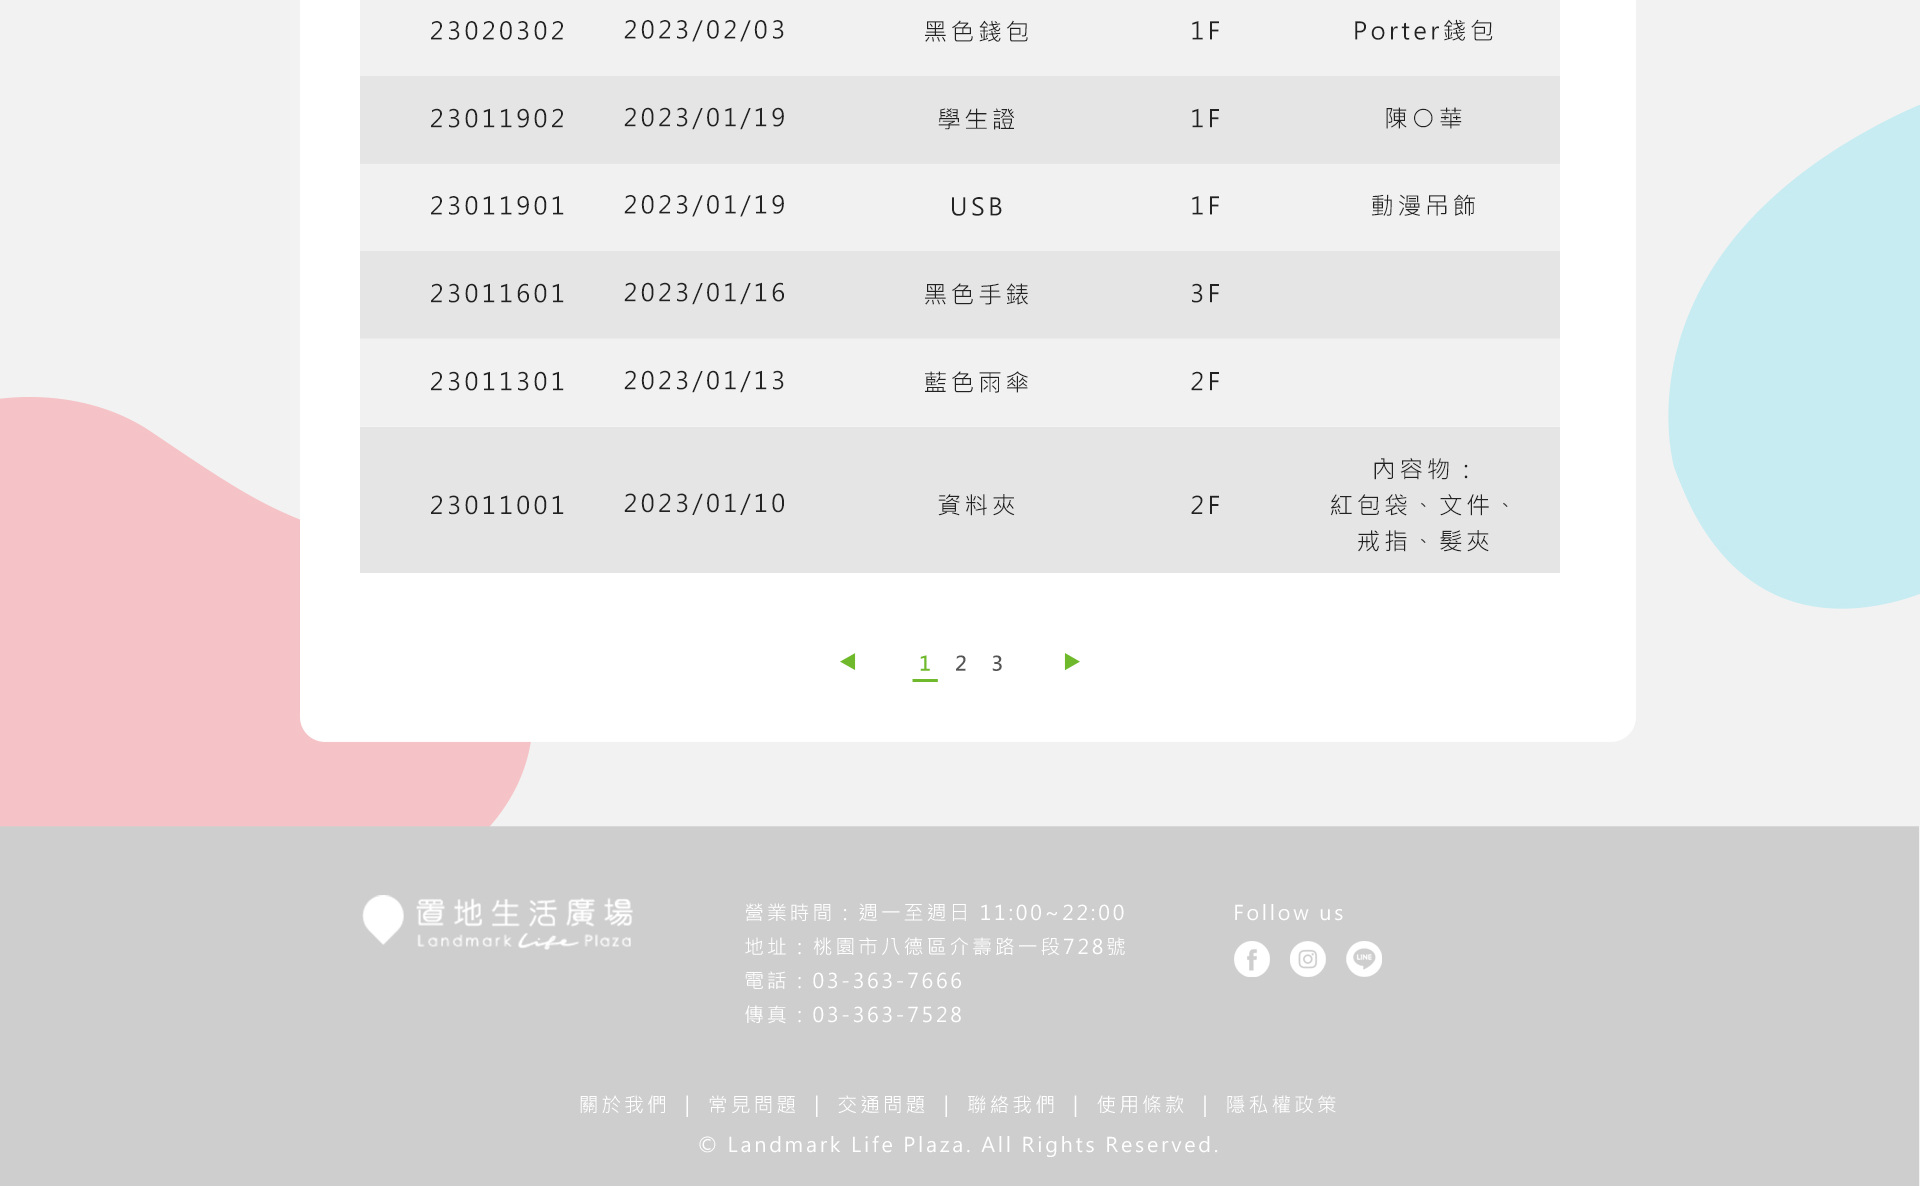 23020302 2023/02/03 黑色錢包 1F Porter錢包
23011902 2023/01/19 學生證 1F 陳○華
23011901 2023/01/19 USB 1F 動漫吊飾
23011601 2023/01/16 黑色手錶 3F
23011301 2023/01/13 藍色雨傘 2F
23011001 2023/01/10 資料夾 2F 內容物：
紅包袋、文件、
戒指、髮夾
1 2 3
置地生活廣場
Landmark Life Plaza
營業時間：週一至週日 11:00~22:00
地址：桃園市八德區介壽路一段728號
電話：03-363-7666
傳真：03-363-7528
Follow us
LINE
關於我們 | 常見問題 | 交通問題 | 聯絡我們 | 使用條款 | 隱私權政策
© Landmark Life Plaza. All Rights Reserved.